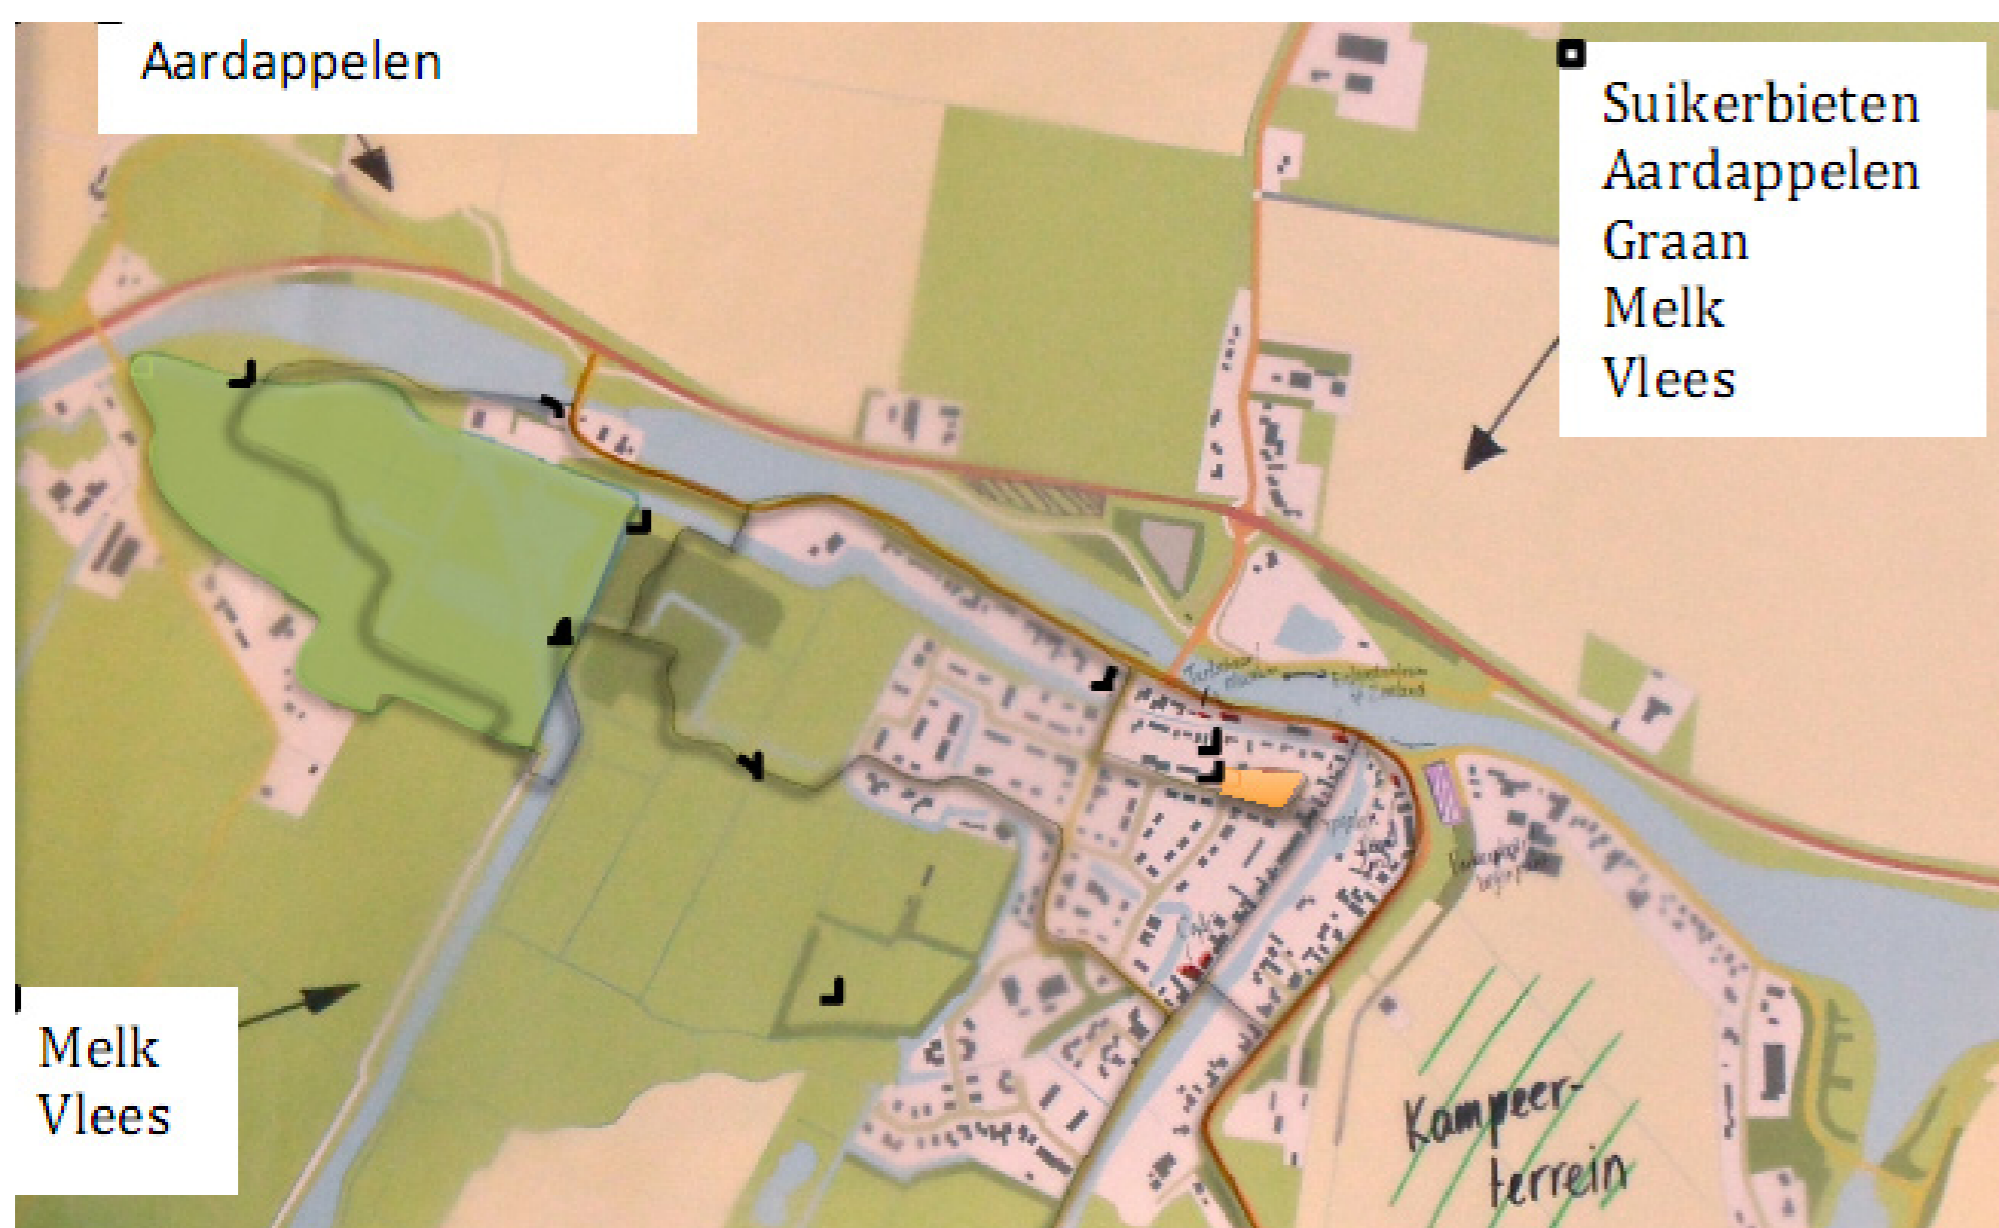 Aardappelen
Suikerbieten
Aardappelen
Graan
Melk
Vlees
Melk
Vlees
Kampeer-
terrein